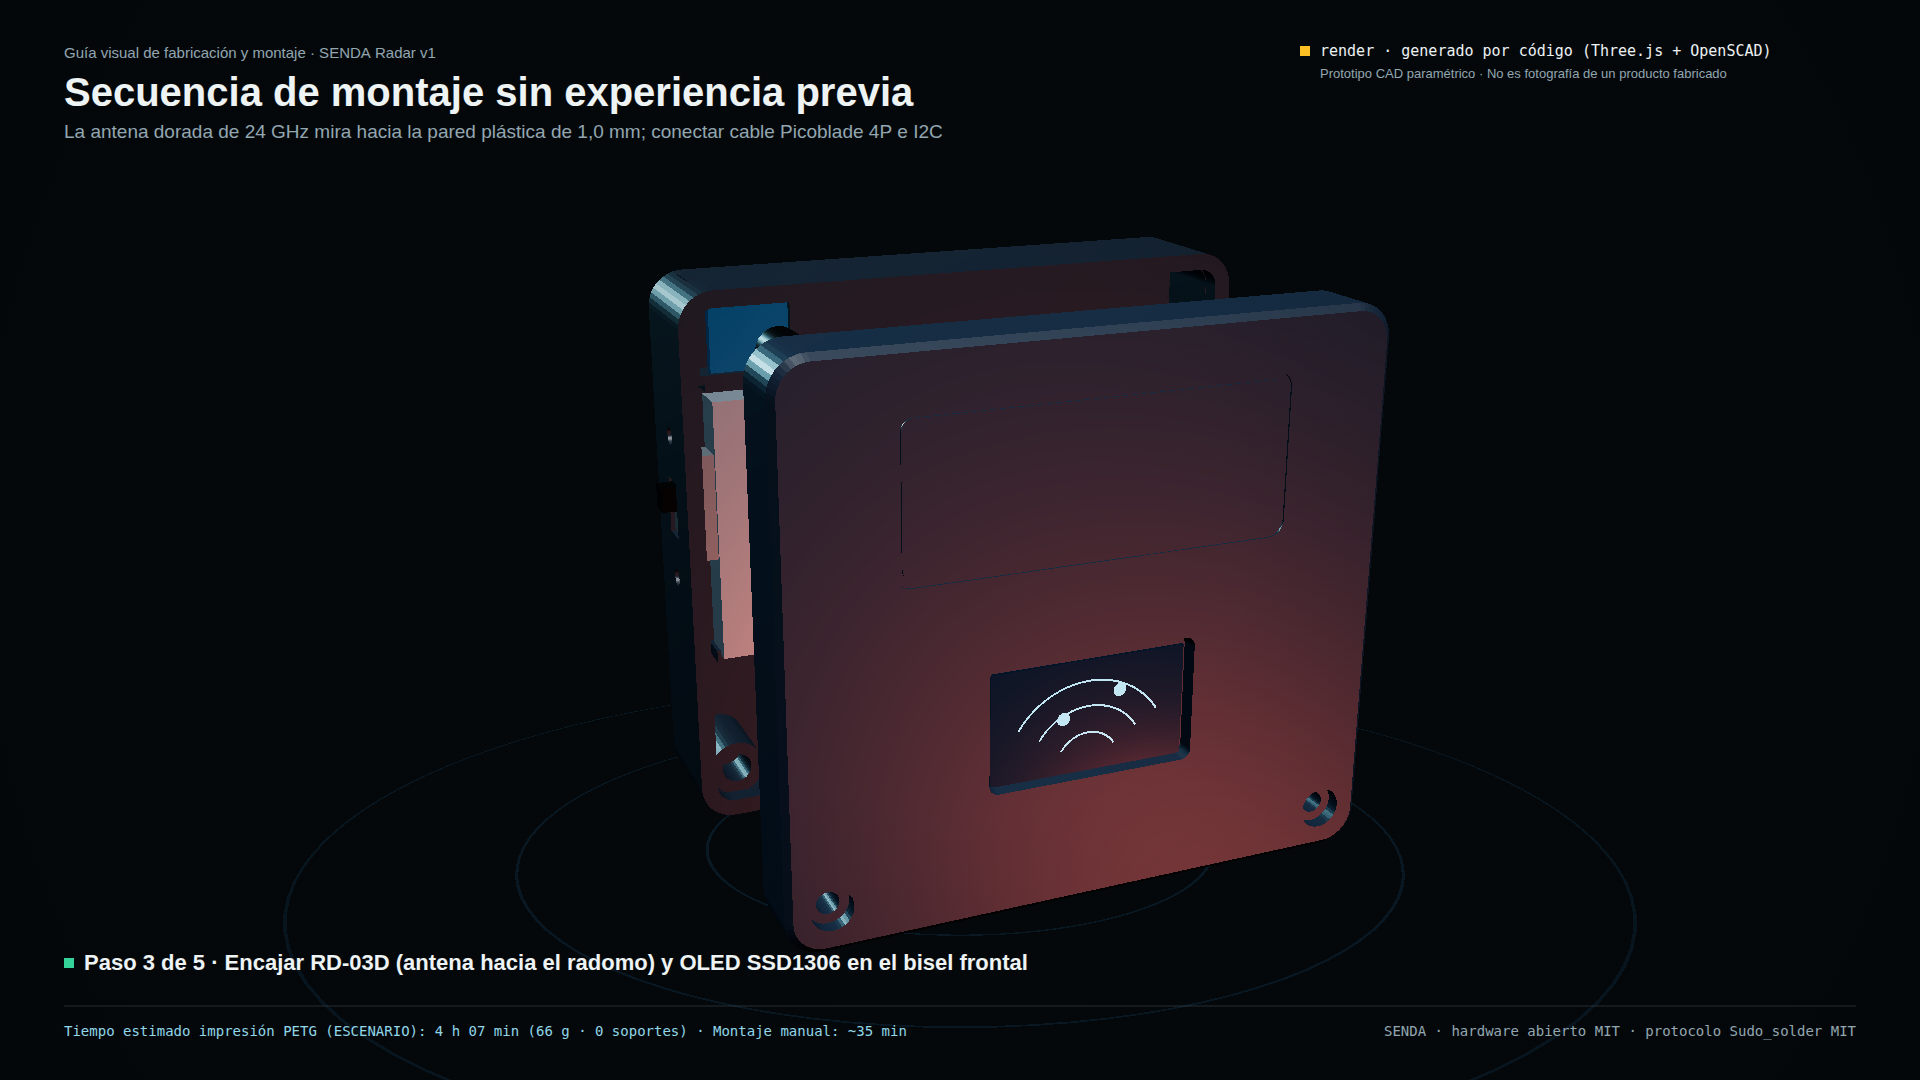 Guía visual de fabricación y montaje · SENDA Radar v1
Secuencia de montaje sin experiencia previa
La antena dorada de 24 GHz mira hacia la pared plástica de 1,0 mm; conectar cable Picoblade 4P e I2C
render · generado por código (Three.js + OpenSCAD)
Prototipo CAD paramétrico · No es fotografía de un producto fabricado
Paso 3 de 5 · Encajar RD-03D (antena hacia el radomo) y OLED SSD1306 en el bisel frontal
Tiempo estimado impresión PETG (ESCENARIO): 4 h 07 min (66 g · 0 soportes) · Montaje manual: ~35 min
SENDA · hardware abierto MIT · protocolo Sudo_solder MIT